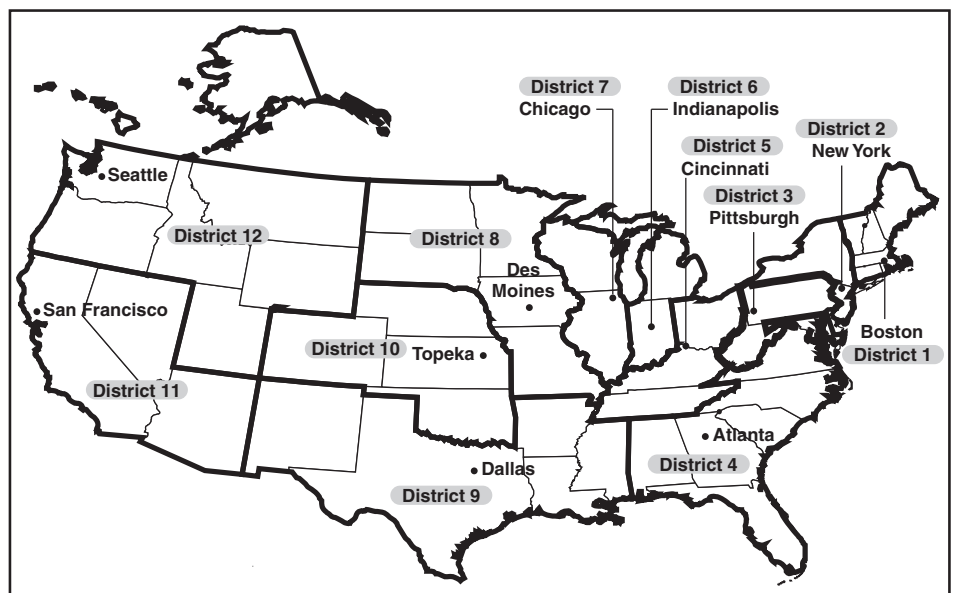 District 7
Chicago
District 6
Indianapolis
District 5
Cincinnati
District 2
New York
District 3
Pittsburgh
Seattle
District 12
District 8
Des
Moines
San Francisco
District 10
Topeka
Boston
District 1
District 11
Atlanta
District 4
Dallas
District 9